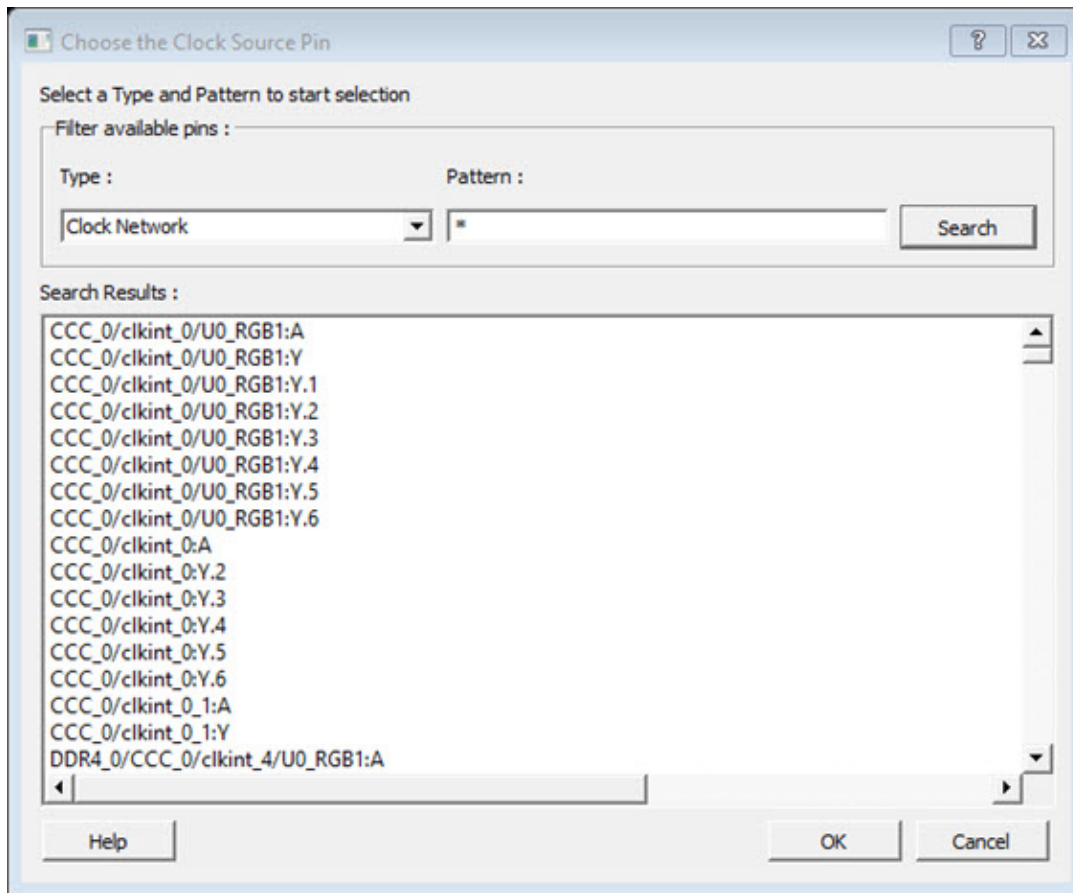 Choose the Clock Source Pin
Select a Type and Pattern to start selection
Filter available pins :
Type :
Pattern :
Clock Network
*
Search
Search Results :
CCC_0/clkint_0/U0_RGB1:A
CCC_0/clkint_0/U0_RGB1:Y
CCC_0/clkint_0/U0_RGB1:Y.1
CCC_0/clkint_0/U0_RGB1:Y.2
CCC_0/clkint_0/U0_RGB1:Y.3
CCC_0/clkint_0/U0_RGB1:Y.4
CCC_0/clkint_0/U0_RGB1:Y.5
CCC_0/clkint_0/U0_RGB1:Y.6
CCC_0/clkint_0:A
CCC_0/clkint_0:Y.2
CCC_0/clkint_0:Y.3
CCC_0/clkint_0:Y.4
CCC_0/clkint_0:Y.5
CCC_0/clkint_0:Y.6
CCC_0/clkint_0_1:A
CCC_0/clkint_0_1:Y
DDR4_0/CCC_0/clkint_4/U0_RGB1:A
Help
OK
Cancel